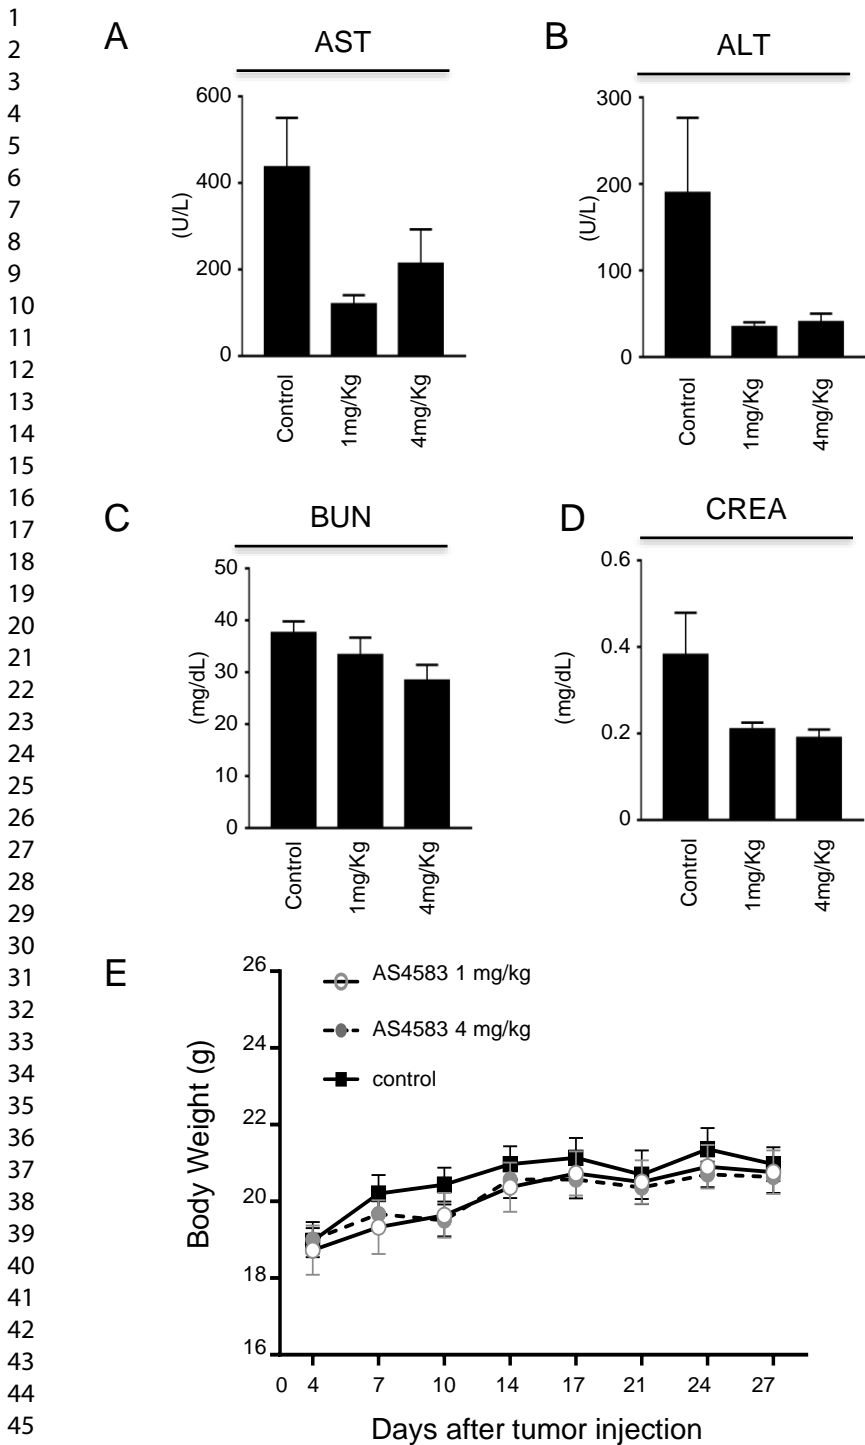 1
2
3
4
5
6
7
8
9
10
11
12
13
14
15
16
17
18
19
20
21
22
23
24
25
26
27
28
29
30
31
32
33
34
35
36
37
38
39
40
41
42
43
44
45
A
AST
600
400
200
0
(U/L)
Control
1mg/Kg
4mg/Kg
B
ALT
300
200
100
0
(U/L)
Control
1mg/Kg
4mg/Kg
C
BUN
50
40
30
20
10
0
(mg/dL)
Control
1mg/Kg
4mg/Kg
D
CREA
0.6
0.4
0.2
0
(mg/dL)
Control
1mg/Kg
4mg/Kg
E
26
24
22
20
18
16
Body Weight (g)
AS4583 1 mg/kg
AS4583 4 mg/kg
control
0 4 7 10 14 17 21 24 27
Days after tumor injection